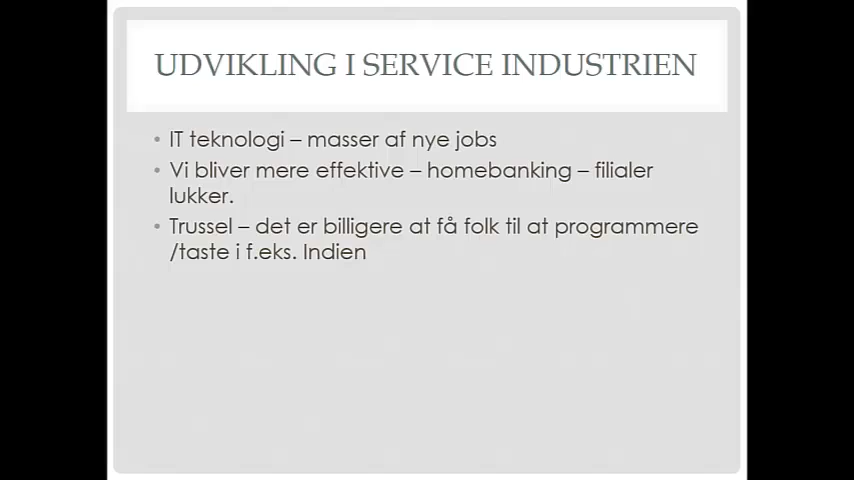 UDVIKLING I SERVICE INDUSTRIEN
• IT teknologi – masser af nye jobs
• Vi bliver mere effektive – homebanking – filialer
lukker.
• Trussel – det er billigere at få folk til at programmere
/taste i f.eks. Indien